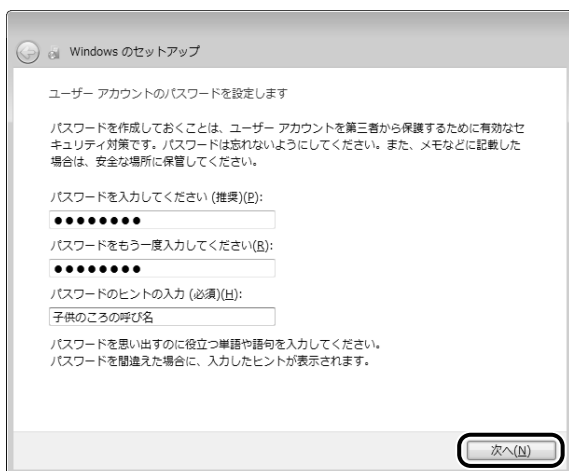 Windows のセットアップ
ユーザー アカウントのパスワードを設定します
パスワードを作成しておくことは、ユーザー アカウントを第三者から保護するために有効なセ
キュリティ対策です。パスワードは忘れないようにしてください。また、メモなどに記載した
場合は、安全な場所に保管してください。
パスワードを入力してください (推奨)(P):
●●●●●●●●
パスワードをもう一度入力してください(R):
●●●●●●●●
パスワードのヒントの入力 (必須)(H):
子供のころの呼び名
パスワードを思い出すのに役立つ単語や語句を入力してください。
パスワードを間違えた場合に、入力したヒントが表示されます。
次へ(N)